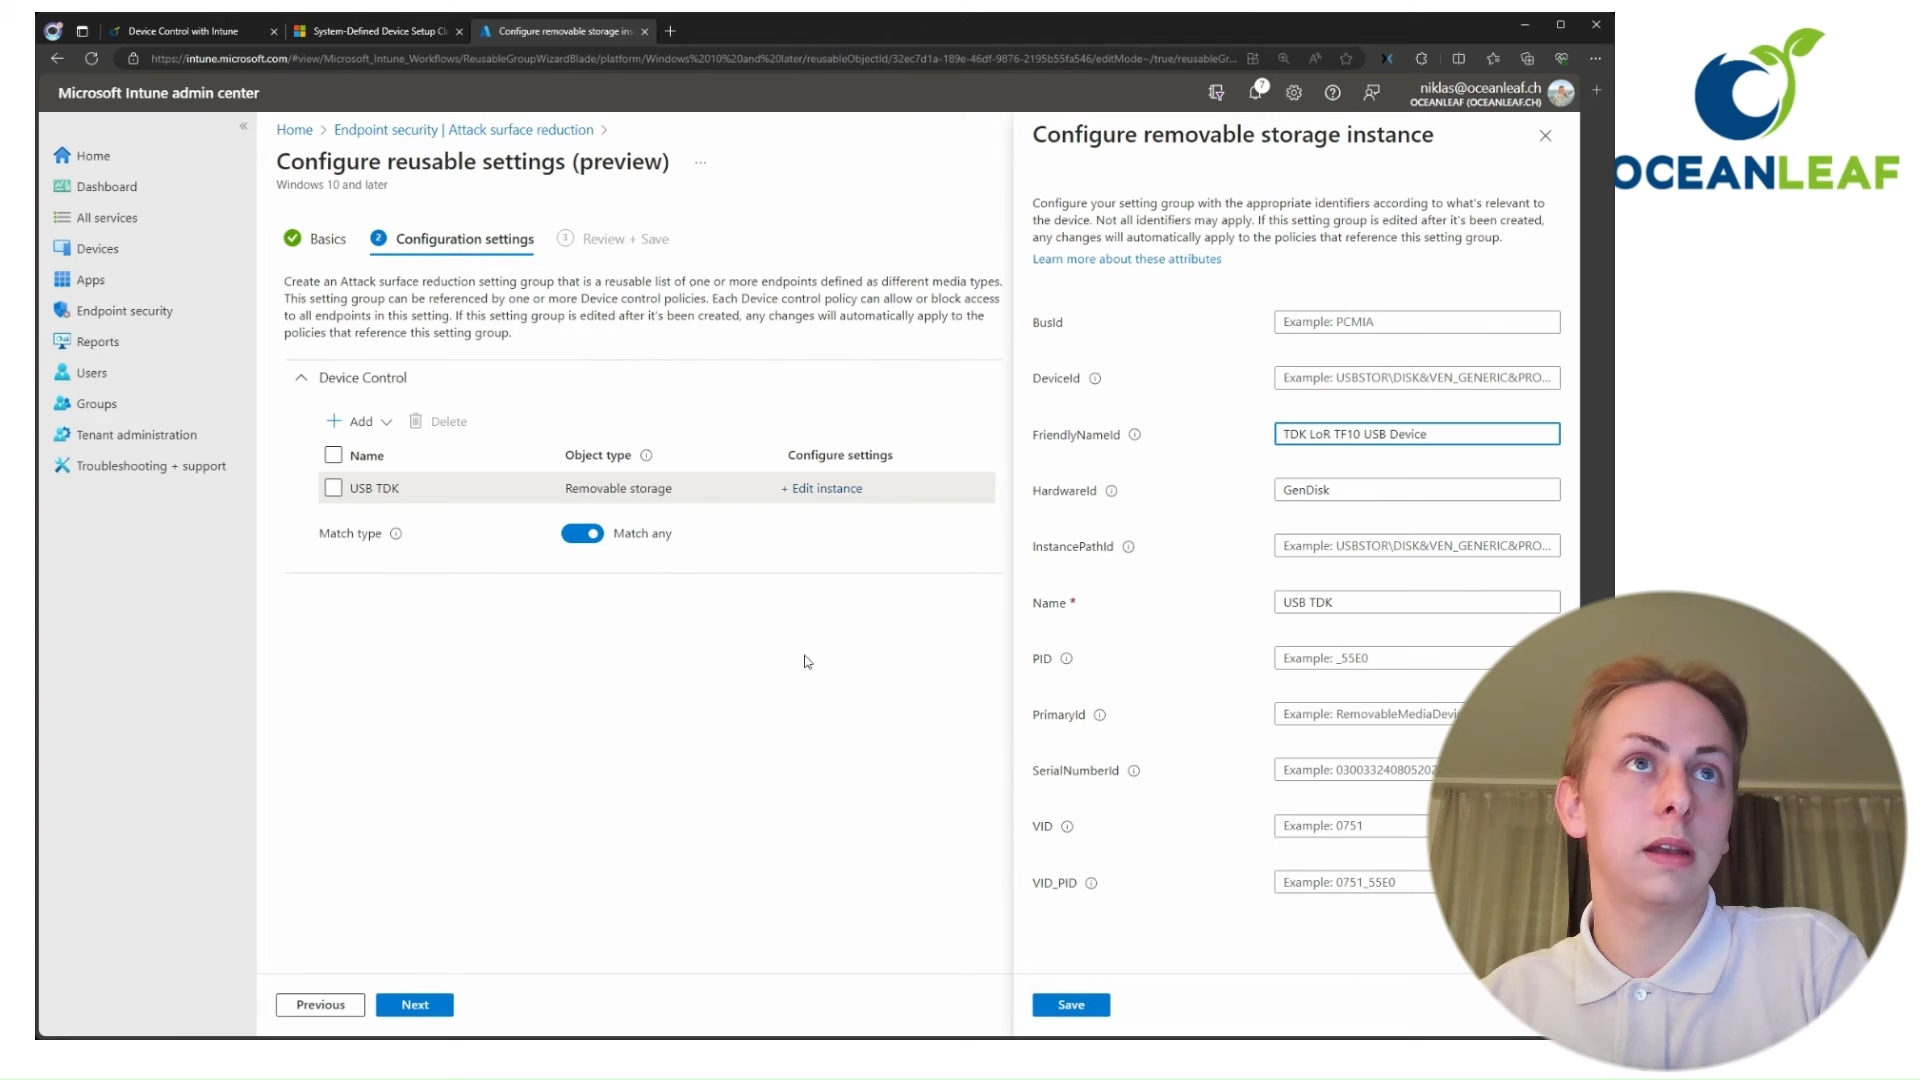 Device Control with Intune
System-Defined Device Setup Cl
Configure removable storage in
https://intune.microsoft.com/#view/Microsoft_Intune_Workflows/ReusableGroupWizardBlade/platform/Windows%2010%20and%20later/reusableObjectId/32ec7d1a-189e-46df-9876-2195b55fa546/editMode~/true/reusableGr...
Microsoft Intune admin center
7
niklas@oceanleaf.ch
OCEANLEAF (OCEANLEAF.CH)
OCEANLEAF
Home
Dashboard
All services
Devices
Apps
Endpoint security
Reports
Users
Groups
Tenant administration
Troubleshooting + support
Home > Endpoint security | Attack surface reduction >
Configure reusable settings (preview) ...
Windows 10 and later
Basics
2 Configuration settings
3 Review + Save
Create an Attack surface reduction setting group that is a reusable list of one or more endpoints defined as different media types.
This setting group can be referenced by one or more Device control policies. Each Device control policy can allow or block access
to all endpoints in this setting. If this setting group is edited after it's been created, any changes will automatically apply to the
policies that reference this setting group.
Device Control
+ Add
Delete
Name
Object type
Configure settings
USB TDK
Removable storage
+ Edit instance
Match type
Match any
Previous
Next
Configure removable storage instance
Configure your setting group with the appropriate identifiers according to what's relevant to
the device. Not all identifiers may apply. If this setting group is edited after it's been created,
any changes will automatically apply to the policies that reference this setting group.
Learn more about these attributes
BusId
Example: PCMIA
DeviceId
Example: USBSTOR\DISK&VEN_GENERIC&PRO...
FriendlyNameId
TDK LoR TF10 USB Device
HardwareId
GenDisk
InstancePathId
Example: USBSTOR\DISK&VEN_GENERIC&PRO...
Name *
USB TDK
PID
Example: _55E0
PrimaryId
Example: RemovableMediaDevi
SerialNumberId
Example: 03003324080520
VID
Example: 0751
VID_PID
Example: 0751_55E0
Save